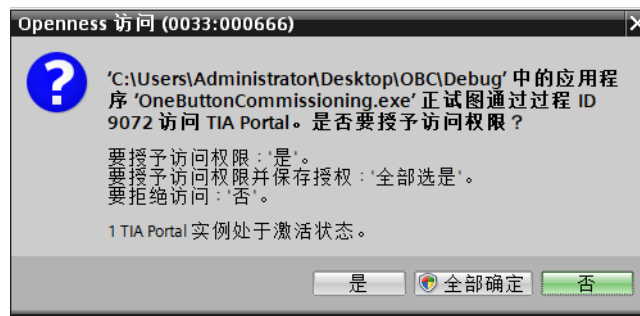 Openness 访问 (0033:000666)
'C:\Users\Administrator\Desktop\OBC\Debug' 中的应用程
序 'OneButtonCommissioning.exe' 正试图通过过程 ID
9072 访问 TIA Portal。是否要授予访问权限？
要授予访问权限：'是'。
要授予访问权限并保存授权：'全部选是'。
要拒绝访问：'否'。
1 TIA Portal 实例处于激活状态。
是 全部确定 否